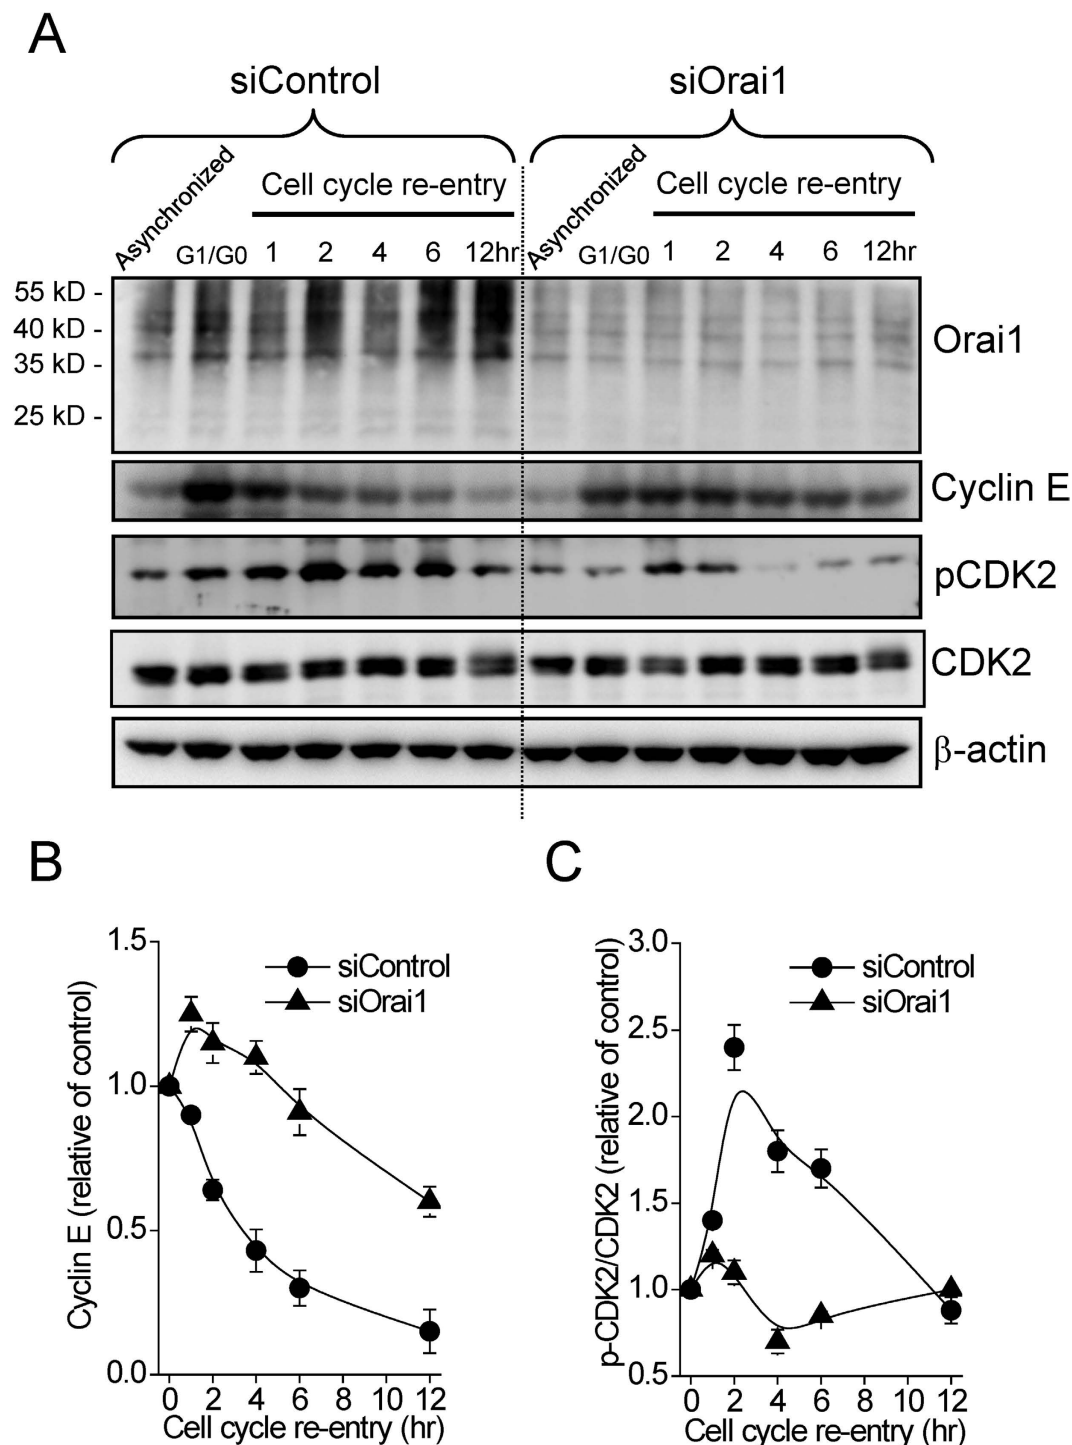 A
siControl siOrai1
Asynchronized Cell cycle re-entry Asynchronized Cell cycle re-entry
G1/G0 1 2 4 6 12hr G1/G0 1 2 4 6 12hr
55 kD -
40 kD -
35 kD -
25 kD -
Orai1
Cyclin E
pCDK2
CDK2
β-actin
B
1.5
1.0
0.5
0.0
Cyclin E (relative of control)
siControl
siOrai1
0 2 4 6 8 10 12
Cell cycle re-entry (hr)
C
3.0
2.5
2.0
1.5
1.0
0.5
p-CDK2/CDK2 (relative of control)
siControl
siOrai1
0 2 4 6 8 10 12
Cell cycle re-entry (hr)